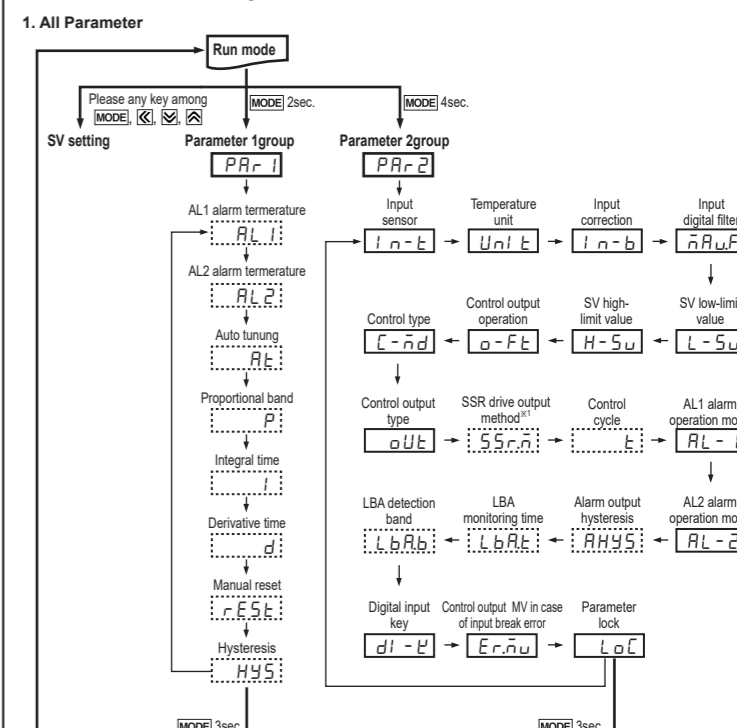 1. All Parameter
Run mode
Please any key among
MODE, «, ︾, ︽
MODE 2sec.
MODE 4sec.
SV setting
Parameter 1group
Parameter 2group
PAr1
PAr2
AL1 alarm termerature
AL1
AL2 alarm termerature
AL2
Auto tunung
At
Proportional band
P
Integral time
I
Derivative time
d
Manual reset
rESt
Hysteresis
HYS
MODE 3sec.
Input
sensor
In-t
Temperature
unit
UnIt
Input
correction
In-b
Input
digital filter
mAu.F
Control type
C-md
Control output
operation
o-Ft
SV high-
limit value
H-Su
SV low-limi
value
L-Su
Control output
type
oUt
SSR drive output
method※1
SSr.m
Control
cycle
t
AL1 alarm
operation mo
AL-1
LBA detection
band
LbA.b
LBA
monitoring time
LbA.t
Alarm output
hysteresis
AHYS
AL2 alarm
operation mo
AL-2
Digital input
key
dI-k
Control output MV in case
of input break error
Er.mu
Parameter
lock
LoC
MODE 3sec.